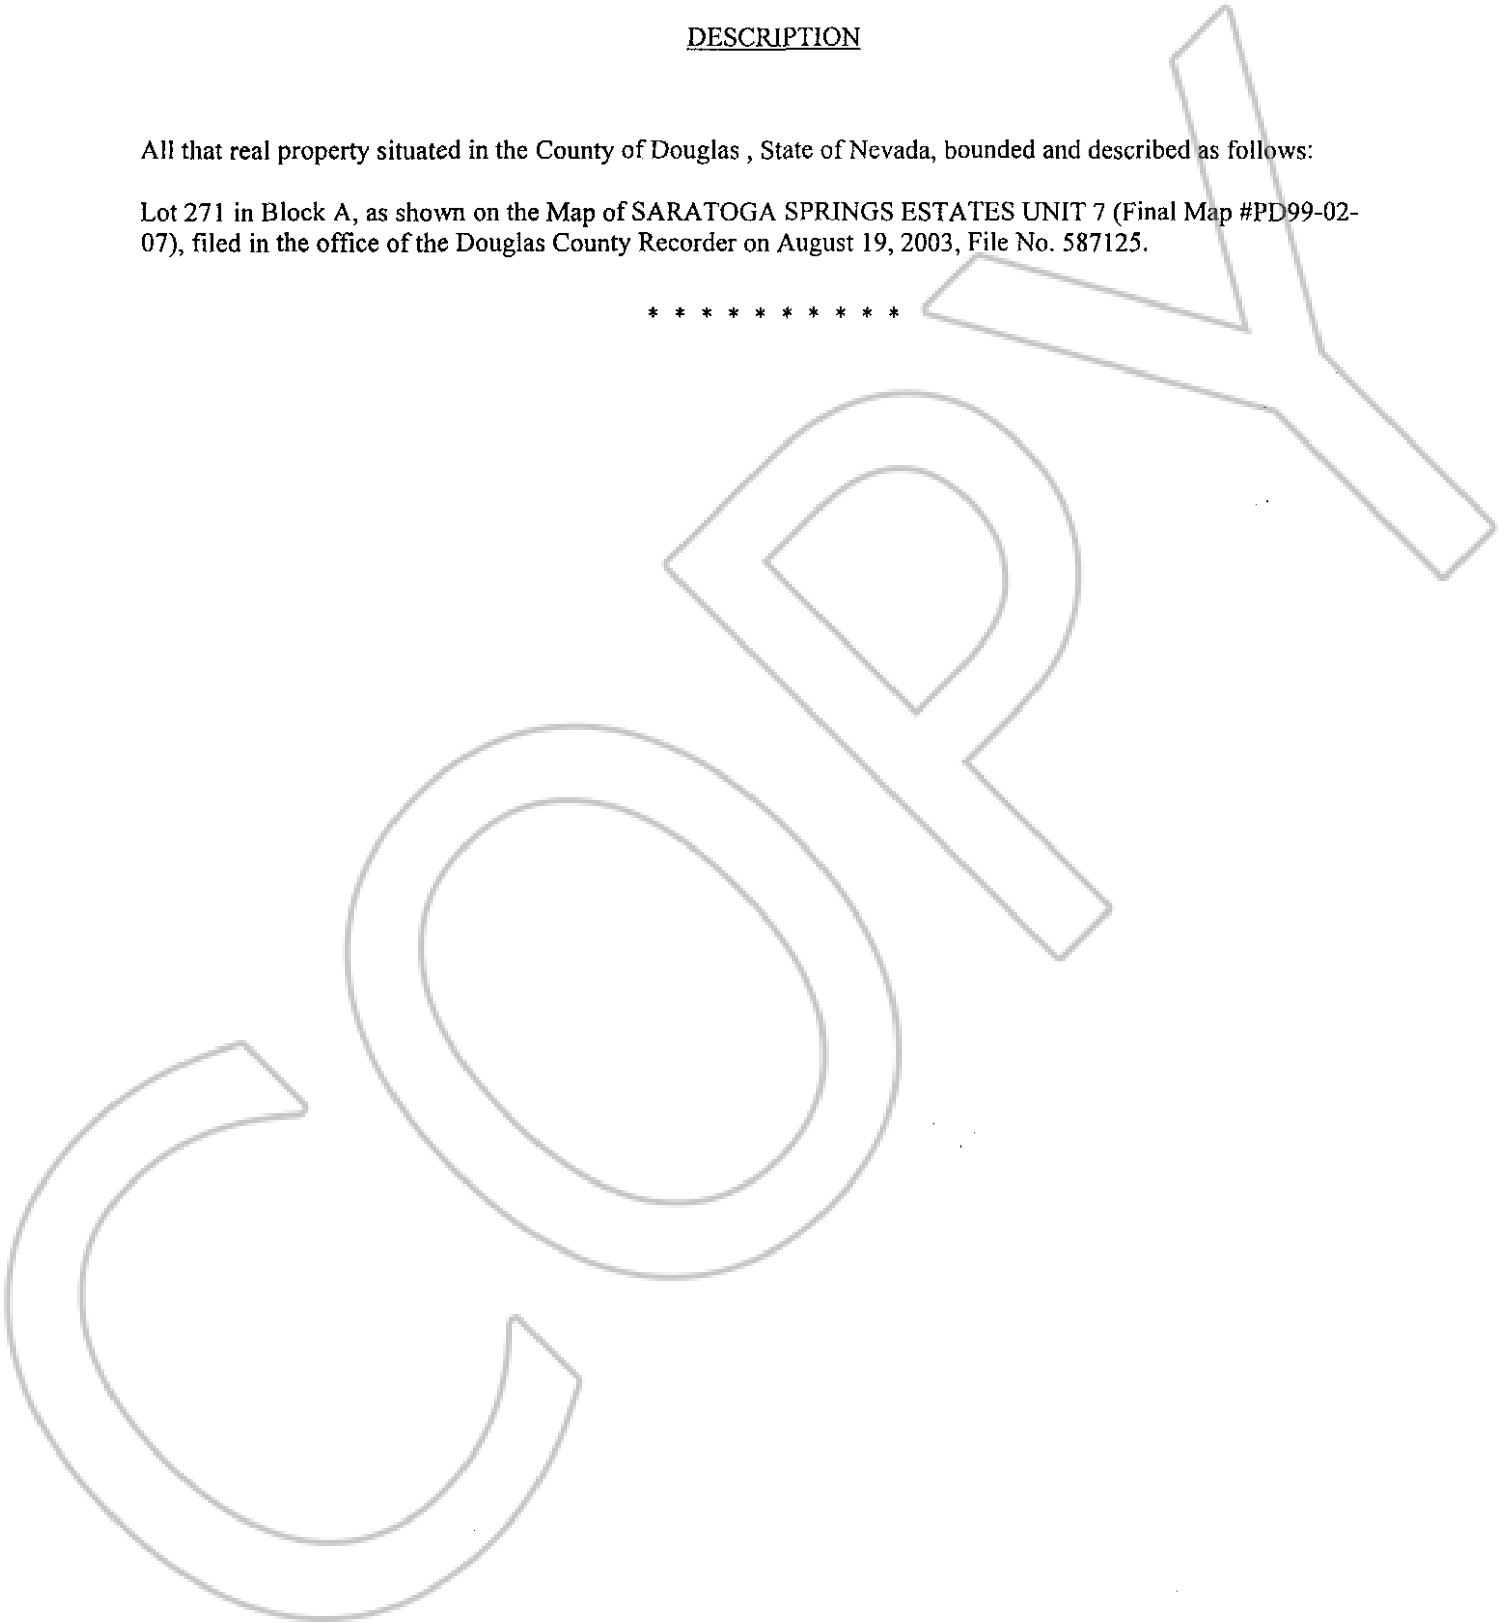 DESCRIPTION
All that real property situated in the County of Douglas , State of Nevada, bounded and described as follows:
Lot 271 in Block A, as shown on the Map of SARATOGA SPRINGS ESTATES UNIT 7 (Final Map #PD99-02-
07), filed in the office of the Douglas County Recorder on August 19, 2003, File No. 587125.
* * * * * * * * * *
COPY